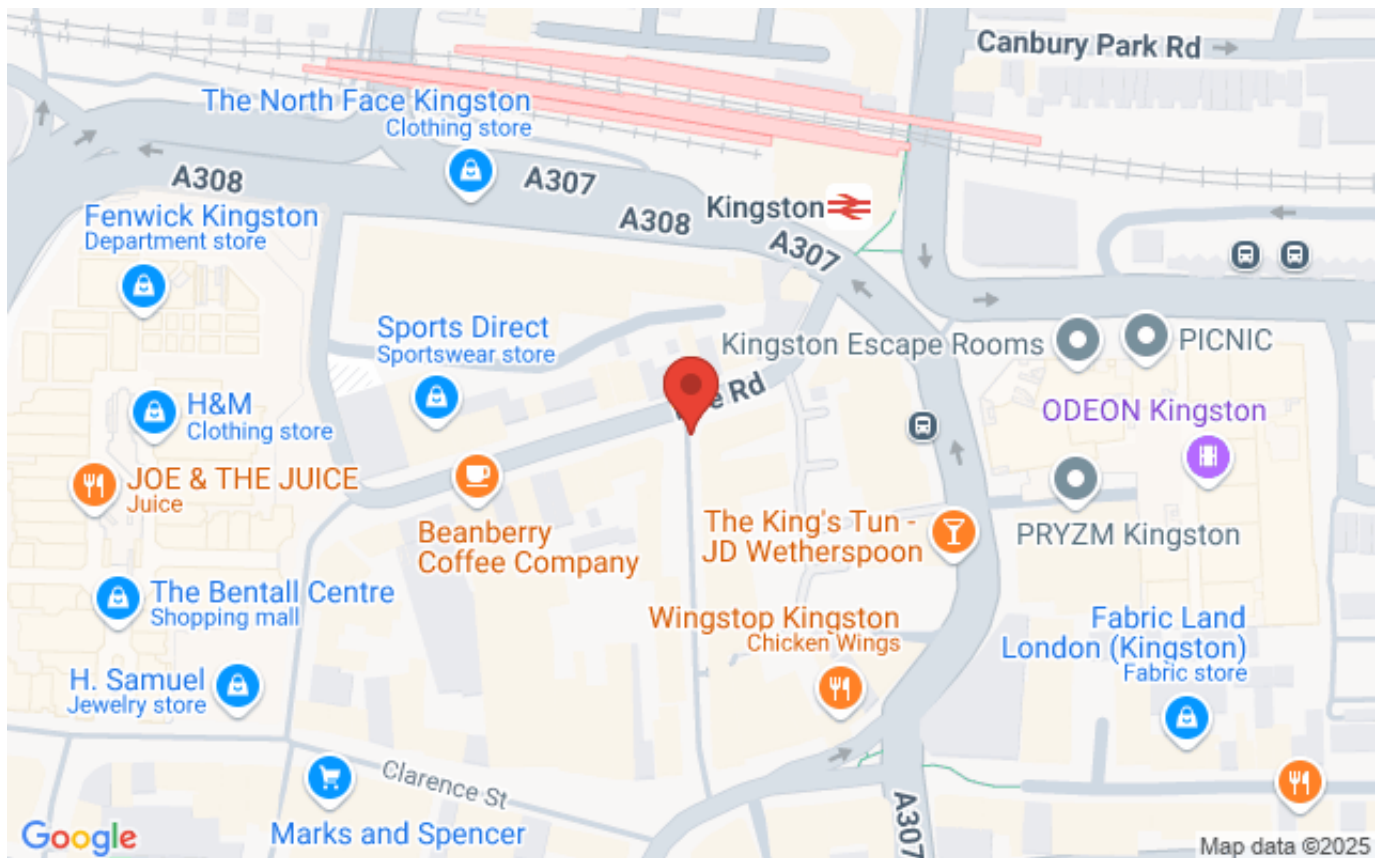 Canbury Park Rd
The North Face Kingston
Clothing store
A308
A307
Fenwick Kingston
Department store
A308
Kingston
A307
Sports Direct
Sportswear store
Kingston Escape Rooms
PICNIC
Rd
H&M
Clothing store
ODEON Kingston
JOE & THE JUICE
Juice
Beanberry
Coffee Company
The King's Tun -
JD Wetherspoon
PRYZM Kingston
The Bentall Centre
Shopping mall
Wingstop Kingston
Chicken Wings
Fabric Land
London (Kingston)
Fabric store
H. Samuel
Jewelry store
Clarence St
Marks and Spencer
A307
Google
Map data ©2025